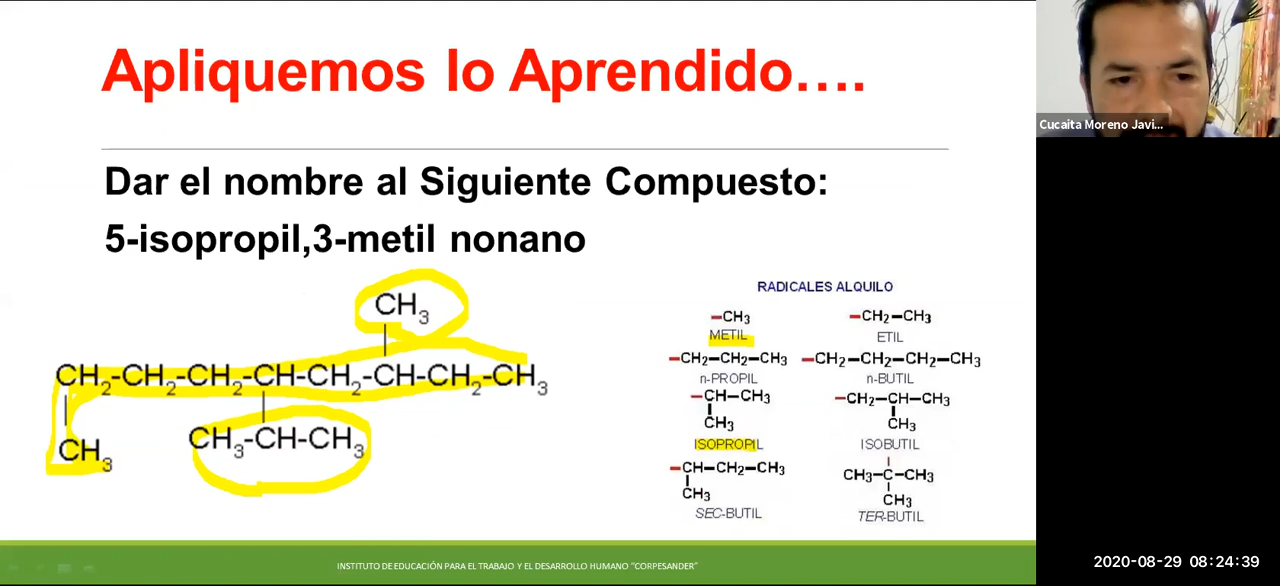 Apliquemos lo Aprendido….
Cucaita Moreno Javi...
Dar el nombre al Siguiente Compuesto:
5-isopropil,3-metil nonano
CH₃
CH₂-CH₂-CH₂-CH-CH₂-CH-CH₂-CH₃
CH₃
CH₃-CH-CH₃
RADICALES ALQUILO
–CH₃
–CH₂–CH₃
METIL
ETIL
–CH₂–CH₂–CH₃
–CH₂–CH₂–CH₂–CH₃
n-PROPIL
n-BUTIL
–CH–CH₃
CH₃
–CH₂–CH–CH₃
CH₃
ISOPROPIL
ISOBUTIL
–CH–CH₂–CH₃
CH₃
CH₃–C–CH₃
CH₃
SEC-BUTIL
TER-BUTIL
INSTITUTO DE EDUCACIÓN PARA EL TRABAJO Y EL DESARROLLO HUMANO “CORPESANDER”
2020-08-29 08:24:39